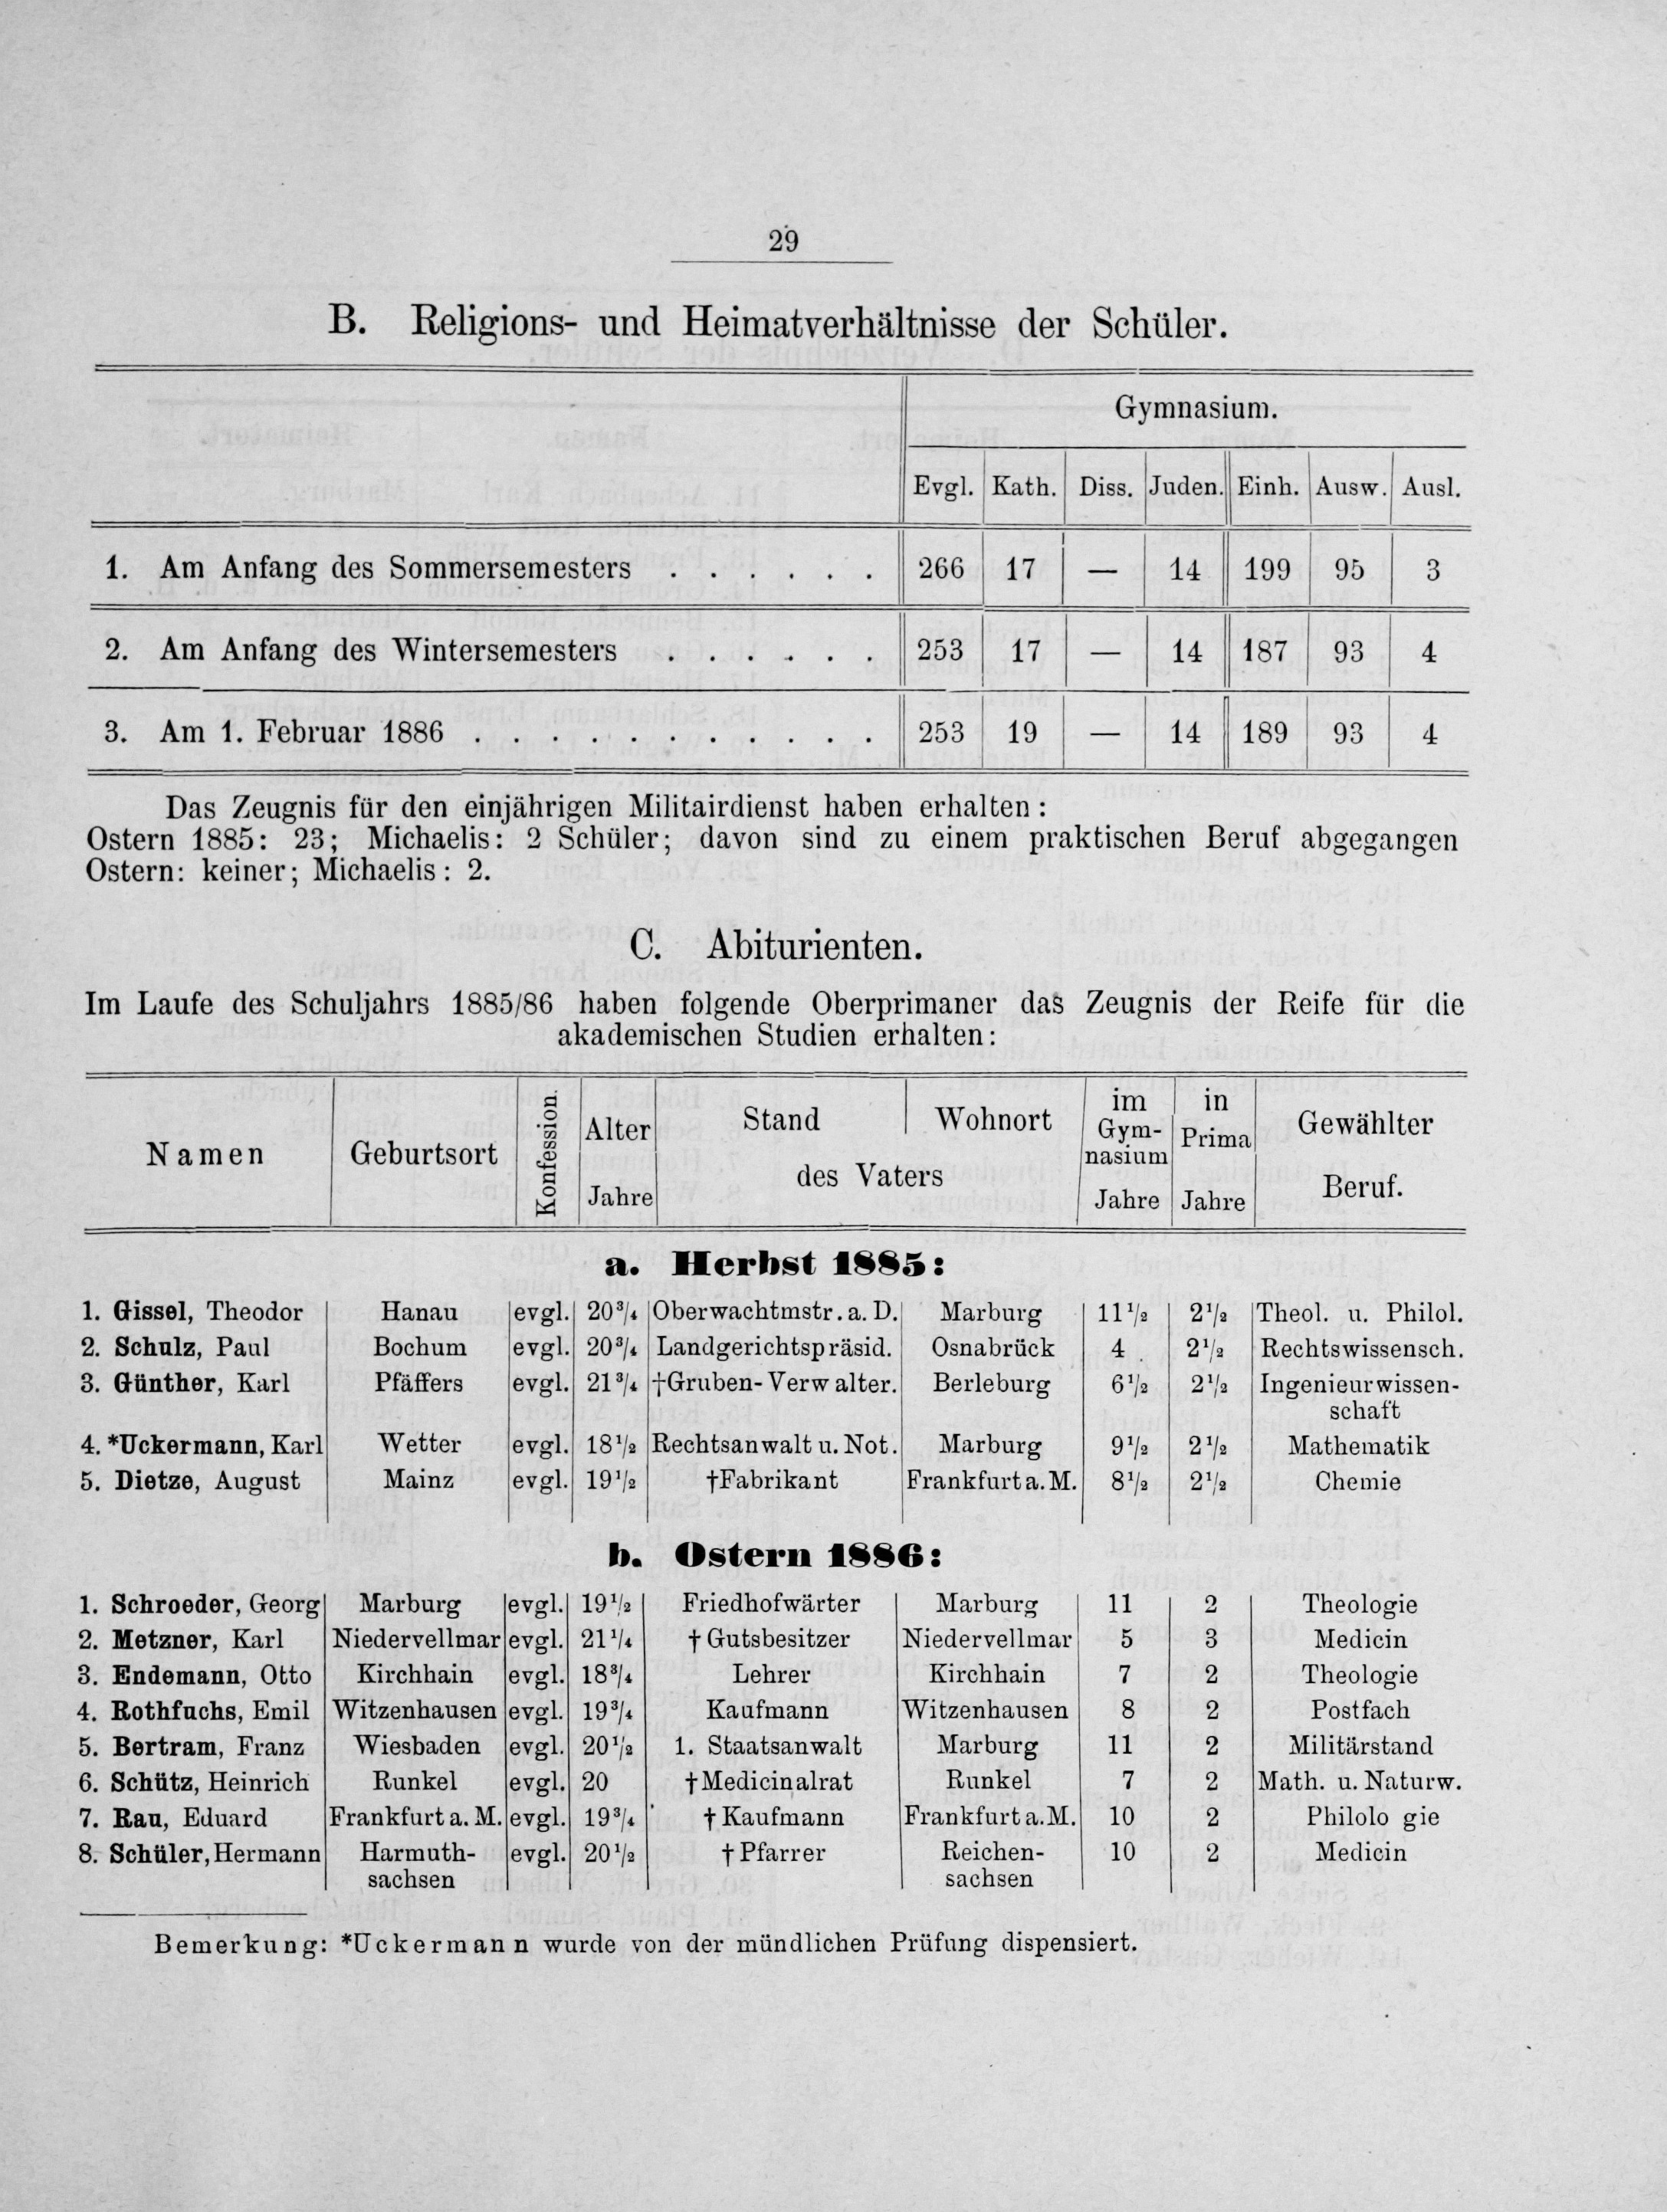 29
B. Religions- und Heimatverhältnisse der Schüler.
Gymnasium.
Evgl. Kath. Diss. Juden. Einh. Ausw. Ausl.
1. Am Anfang des Sommersemesters . . . . . . 266 17 — 14 199 95 3
2. Am Anfang des Wintersemesters . . . . . . 253 17 — 14 187 93 4
3. Am 1. Februar 1886 . . . . . . . . . . . 253 19 — 14 189 93 4
Das Zeugnis für den einjährigen Militairdienst haben erhalten:
Ostern 1885: 23; Michaelis: 2 Schüler; davon sind zu einem praktischen Beruf abgegangen
Ostern: keiner; Michaelis: 2.
C. Abiturienten.
Im Laufe des Schuljahrs 1885/86 haben folgende Oberprimaner das Zeugnis der Reife für die
akademischen Studien erhalten:
Namen Geburtsort Konfession. Alter Jahre Stand Wohnort des Vaters im Gym-nasium Jahre in Prima Jahre Gewählter Beruf.
a. Herbst 1885:
1. Gissel, Theodor Hanau evgl. 20³/₄ Oberwachtmstr. a. D. Marburg 11¹/₂ 2¹/₂ Theol. u. Philol.
2. Schulz, Paul Bochum evgl. 20³/₄ Landgerichtspräsid. Osnabrück 4 2¹/₂ Rechtswissensch.
3. Günther, Karl Pfäffers evgl. 21³/₄ †Gruben-Verwalter. Berleburg 6¹/₂ 2¹/₂ Ingenieurwissen-
schaft
4. *Uckermann, Karl Wetter evgl. 18¹/₂ Rechtsanwalt u. Not. Marburg 9¹/₂ 2¹/₂ Mathematik
5. Dietze, August Mainz evgl. 19¹/₂ †Fabrikant Frankfurt a. M. 8¹/₂ 2¹/₂ Chemie
b. Ostern 1886:
1. Schroeder, Georg Marburg evgl. 19¹/₂ Friedhofwärter Marburg 11 2 Theologie
2. Metzner, Karl Niedervellmar evgl. 21¹/₄ † Gutsbesitzer Niedervellmar 5 3 Medicin
3. Endemann, Otto Kirchhain evgl. 18³/₄ Lehrer Kirchhain 7 2 Theologie
4. Rothfuchs, Emil Witzenhausen evgl. 19³/₄ Kaufmann Witzenhausen 8 2 Postfach
5. Bertram, Franz Wiesbaden evgl. 20¹/₂ 1. Staatsanwalt Marburg 11 2 Militärstand
6. Schütz, Heinrich Runkel evgl. 20 †Medicinalrat Runkel 7 2 Math. u. Naturw.
7. Rau, Eduard Frankfurt a. M. evgl. 19³/₄ † Kaufmann Frankfurt a. M. 10 2 Philolo gie
8. Schüler, Hermann Harmuth- evgl. 20¹/₂ † Pfarrer Reichen- 10 2 Medicin
sachsen sachsen
Bemerkung: *Uckermann wurde von der mündlichen Prüfung dispensiert.